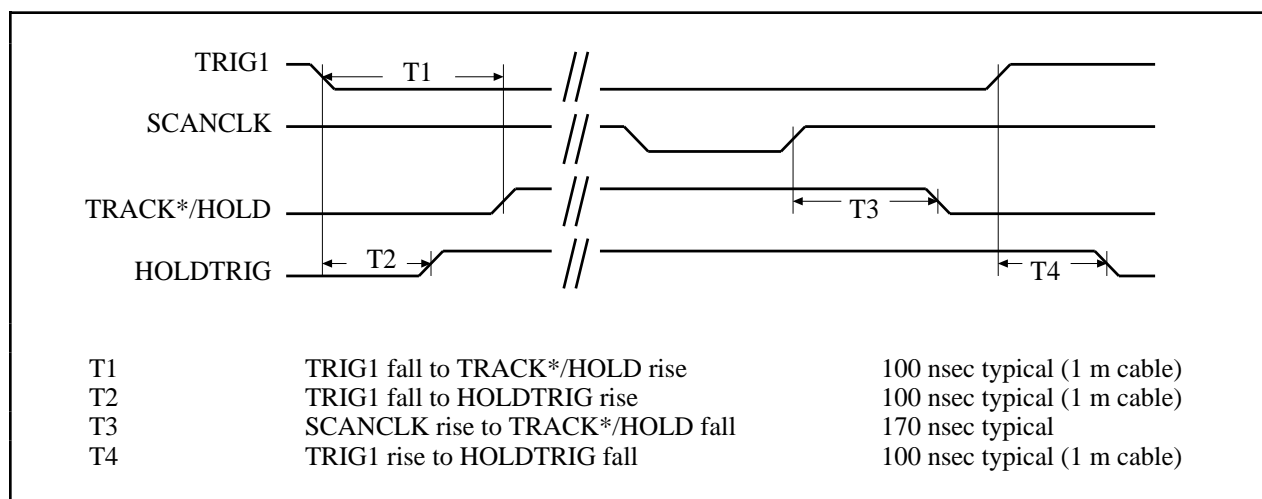 TRIG1
T1
SCANCLK
TRACK*/HOLD
T3
HOLDTRIG
T2
T4
T1 TRIG1 fall to TRACK*/HOLD rise 100 nsec typical (1 m cable)
T2 TRIG1 fall to HOLDTRIG rise 100 nsec typical (1 m cable)
T3 SCANCLK rise to TRACK*/HOLD fall 170 nsec typical
T4 TRIG1 rise to HOLDTRIG fall 100 nsec typical (1 m cable)